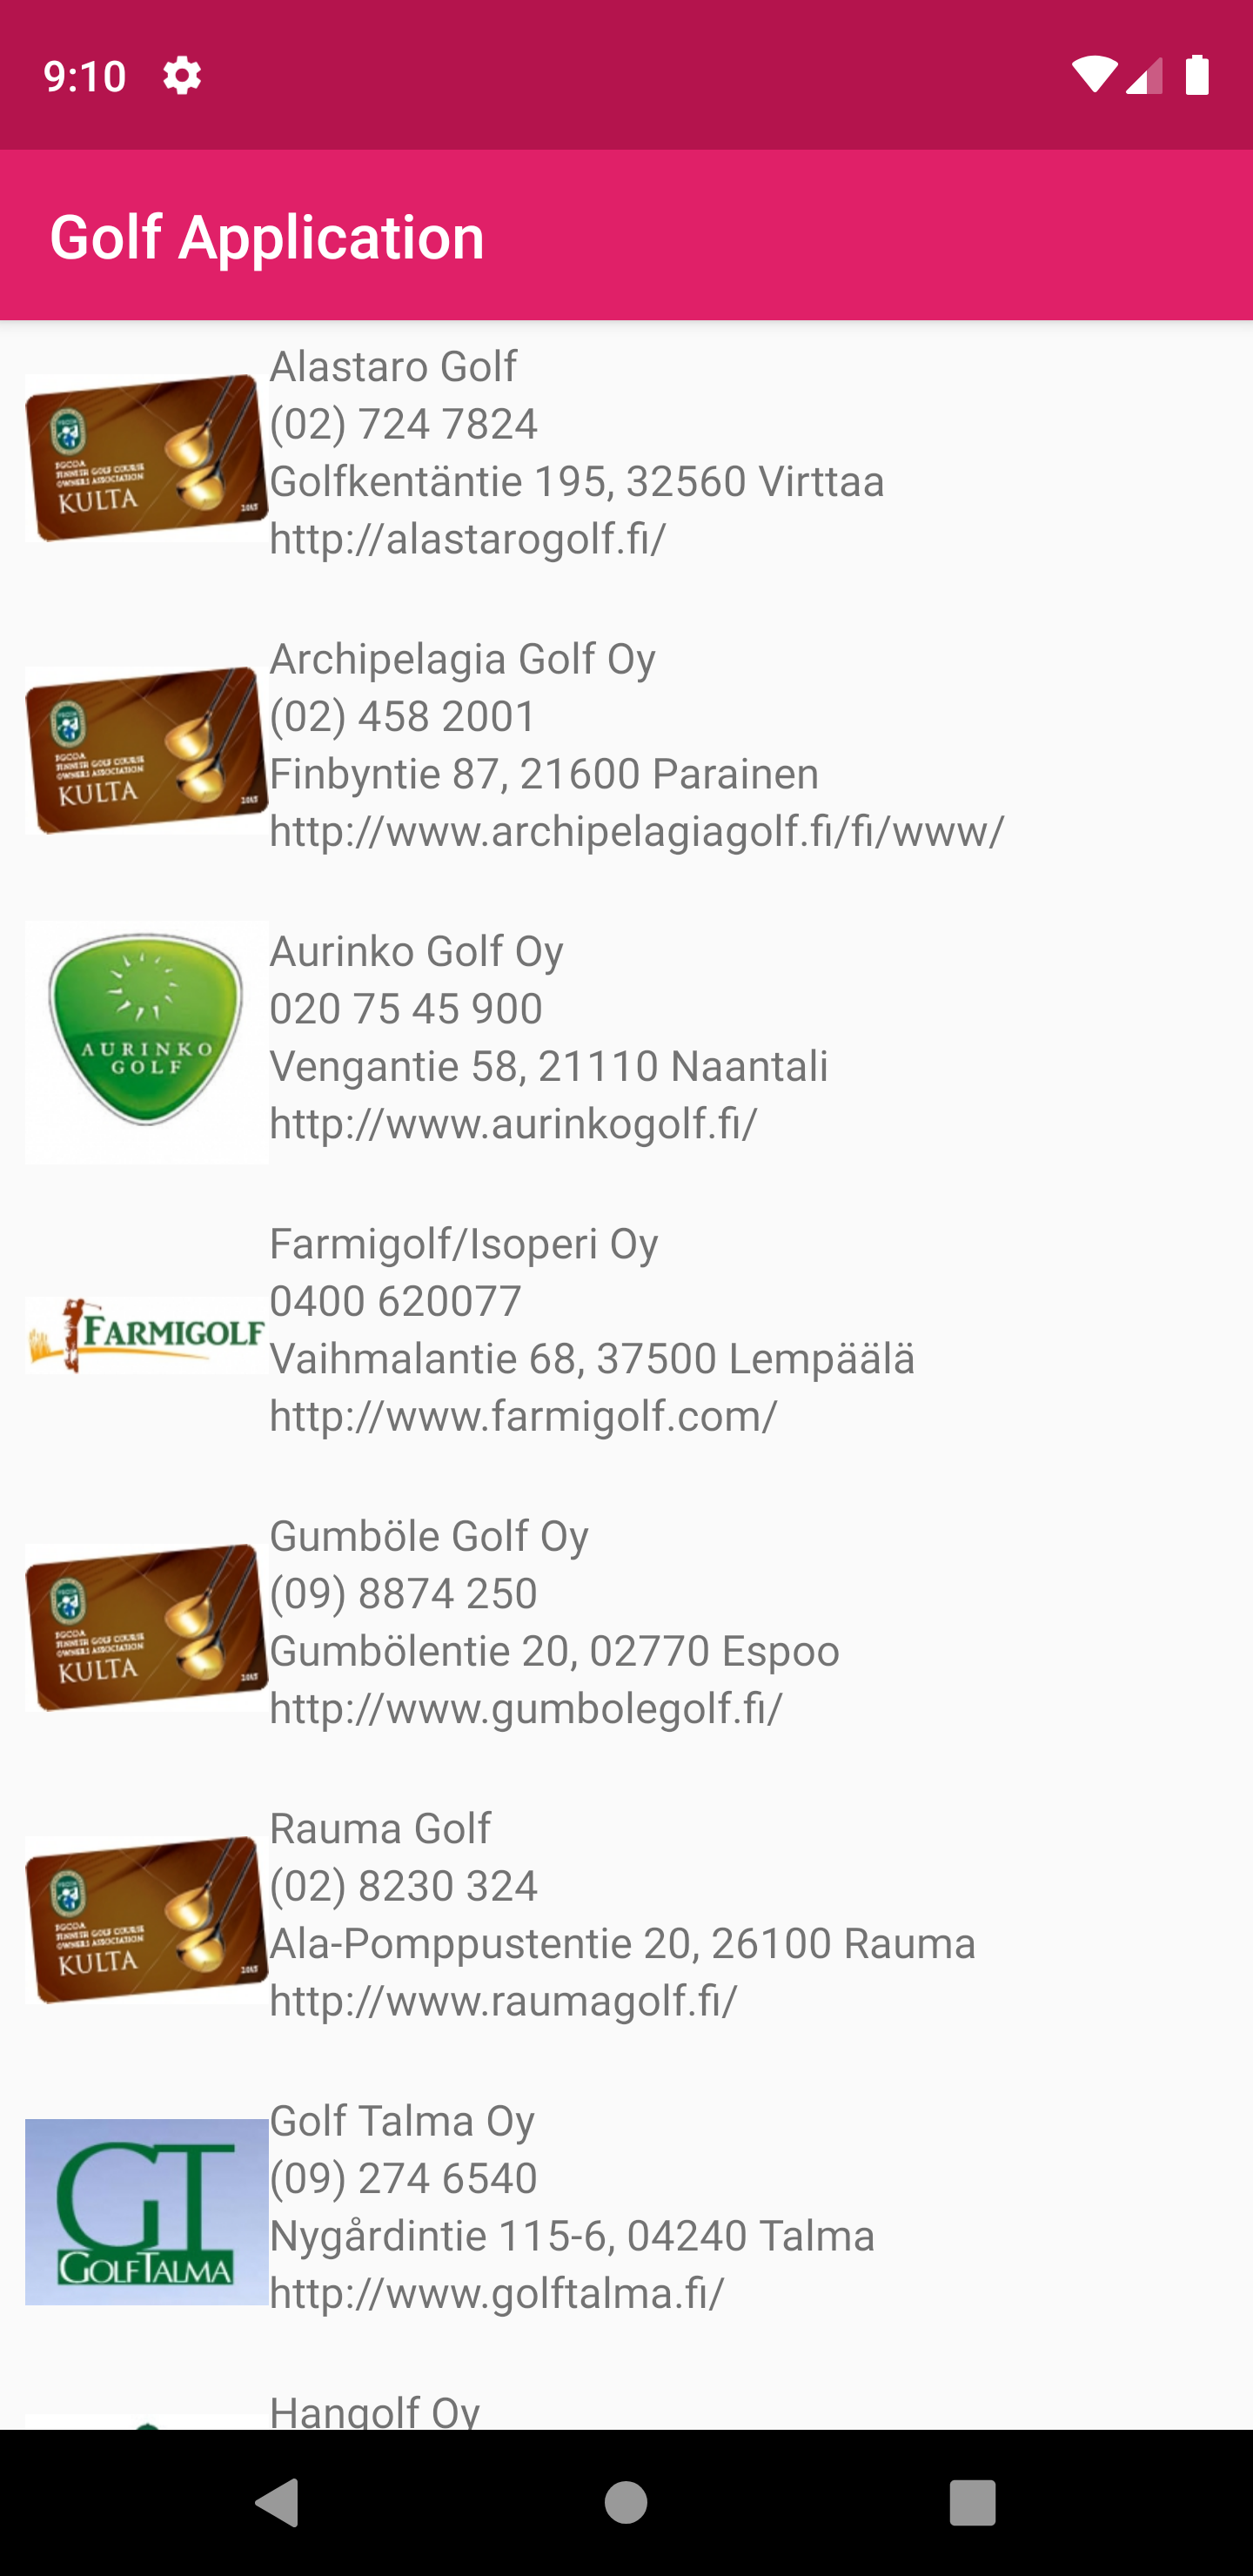 9:10
Golf Application
Alastaro Golf
(02) 724 7824
Golfkentäntie 195, 32560 Virttaa
http://alastarogolf.fi/
FGCOA
FINNISH GOLF COURSE
OWNERS ASSOCIATION
KULTA
2015
Archipelagia Golf Oy
(02) 458 2001
Finbyntie 87, 21600 Parainen
http://www.archipelagiagolf.fi/fi/www/
FGCOA
FINNISH GOLF COURSE
OWNERS ASSOCIATION
KULTA
2015
Aurinko Golf Oy
020 75 45 900
Vengantie 58, 21110 Naantali
http://www.aurinkogolf.fi/
AURINKO
GOLF
Farmigolf/Isoperi Oy
0400 620077
Vaihmalantie 68, 37500 Lempäälä
http://www.farmigolf.com/
FARMIGOLF
Gumböle Golf Oy
(09) 8874 250
Gumbölentie 20, 02770 Espoo
http://www.gumbolegolf.fi/
FGCOA
FINNISH GOLF COURSE
OWNERS ASSOCIATION
KULTA
2015
Rauma Golf
(02) 8230 324
Ala-Pomppustentie 20, 26100 Rauma
http://www.raumagolf.fi/
FGCOA
FINNISH GOLF COURSE
OWNERS ASSOCIATION
KULTA
2015
Golf Talma Oy
(09) 274 6540
Nygårdintie 115-6, 04240 Talma
http://www.golftalma.fi/
GT
GOLFTALMA
Hangolf Oy